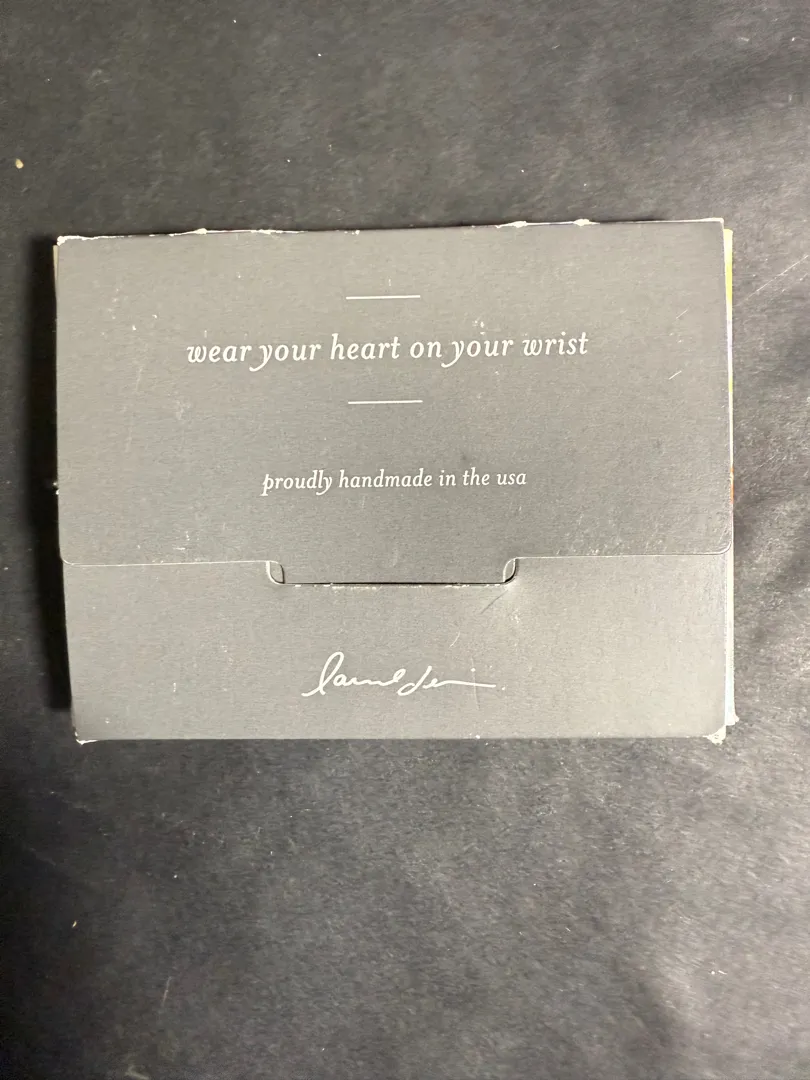 wear your heart on your wrist
proudly handmade in the usa